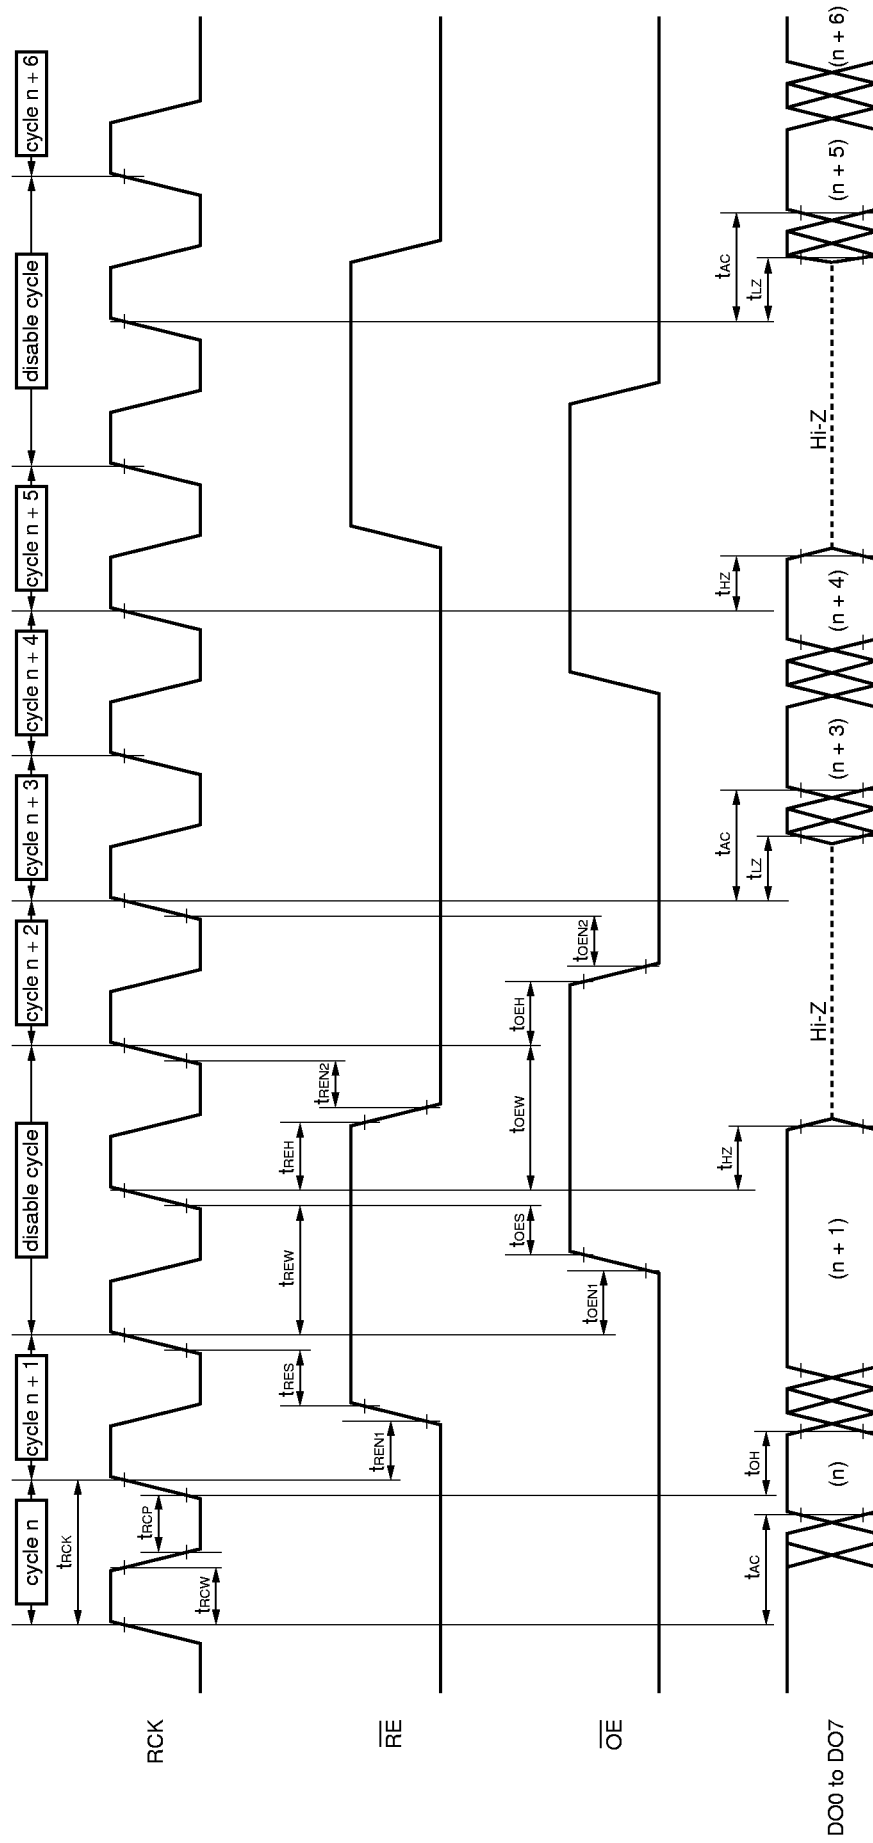 cycle n
cycle n + 1
disable cycle
cycle n + 2
cycle n + 3
cycle n + 4
cycle n + 5
disable cycle
cycle n + 6
tRCK
tRCW
tRCP
RCK
tREN1
tRES
tREW
tREH
tREN2
RE
tOEN1
tOES
tOEW
tOEH
tOEN2
OE
tAC
tOH
tHZ
tLZ
tAC
tHZ
tLZ
tAC
DO0 to DO7
(n)
(n + 1)
Hi-Z
(n + 3)
(n + 4)
Hi-Z
(n + 5)
(n + 6)